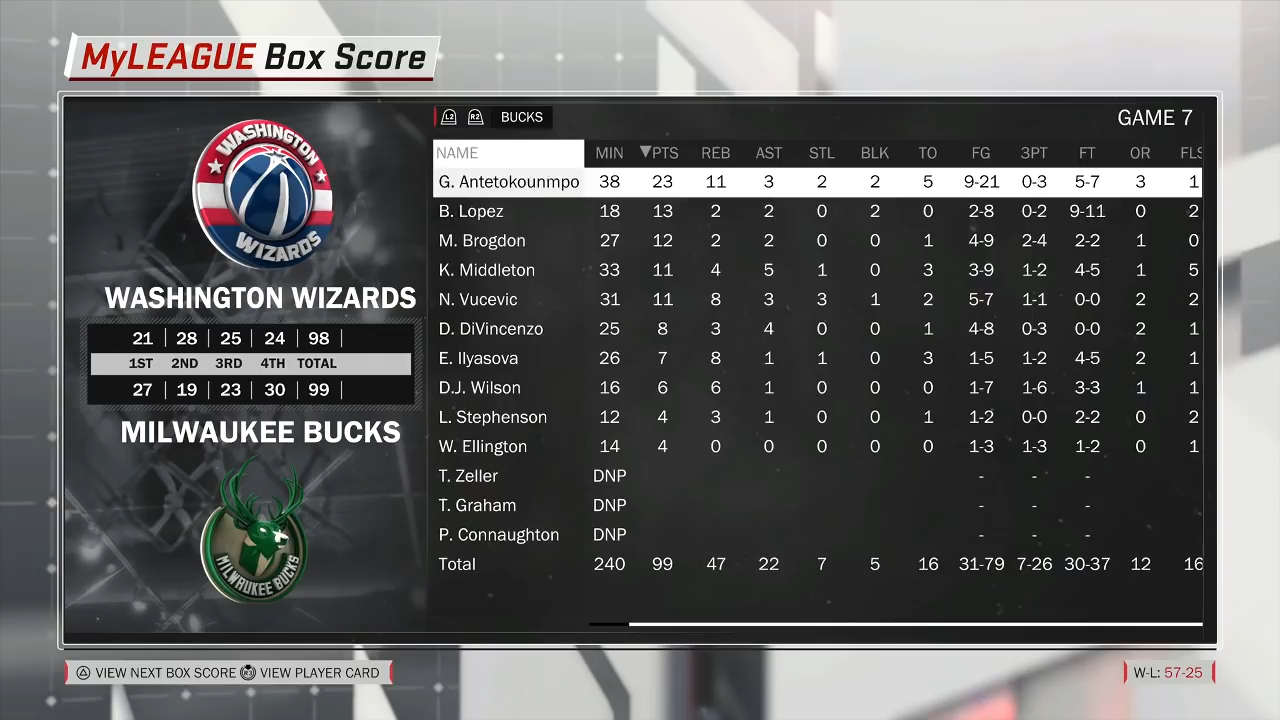 MyLEAGUE Box Score
WASHINGTON
WIZARDS
WASHINGTON WIZARDS
21 | 28 | 25 | 24 | 98 |
1ST 2ND 3RD 4TH TOTAL
27 | 19 | 23 | 30 | 99 |
MILWAUKEE BUCKS
MILWAUKEE BUCKS
L2 R2 BUCKS GAME 7
NAME MIN ▼PTS REB AST STL BLK TO FG 3PT FT OR FLS
G. Antetokounmpo 38 23 11 3 2 2 5 9-21 0-3 5-7 3 1
B. Lopez 18 13 2 2 0 2 0 2-8 0-2 9-11 0 2
M. Brogdon 27 12 2 2 0 0 1 4-9 2-4 2-2 1 0
K. Middleton 33 11 4 5 1 0 3 3-9 1-2 4-5 1 5
N. Vucevic 31 11 8 3 3 1 2 5-7 1-1 0-0 2 2
D. DiVincenzo 25 8 3 4 0 0 1 4-8 0-3 0-0 2 1
E. Ilyasova 26 7 8 1 1 0 3 1-5 1-2 4-5 2 1
D.J. Wilson 16 6 6 1 0 0 0 1-7 1-6 3-3 1 1
L. Stephenson 12 4 3 1 0 0 1 1-2 0-0 2-2 0 2
W. Ellington 14 4 0 0 0 0 0 1-3 1-3 1-2 0 1
T. Zeller DNP - - -
T. Graham DNP - - -
P. Connaughton DNP - - -
Total 240 99 47 22 7 5 16 31-79 7-26 30-37 12 16
VIEW NEXT BOX SCORE R3 VIEW PLAYER CARD
W-L: 57-25